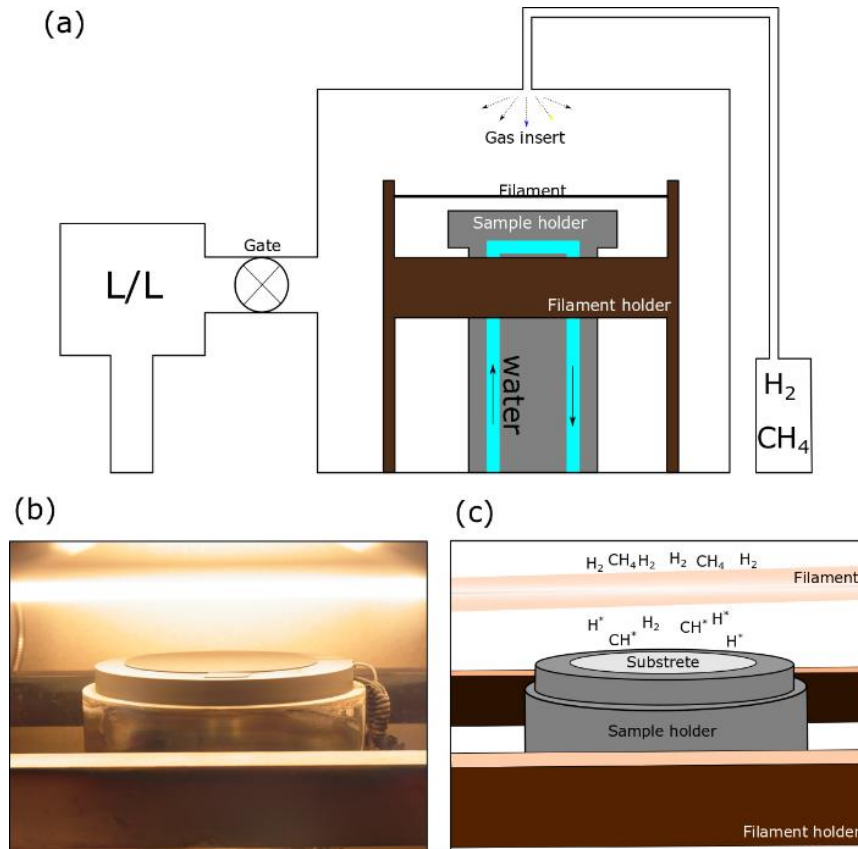 (a)
Gas insert
Filament
Sample holder
Gate
L/L
Filament holder
water
H₂
CH₄
(b)
(c)
H₂ CH₄ H₂ H₂ CH₄ H₂
Filament
H* CH* H₂ CH* H* H*
Substrete
Sample holder
Filament holder